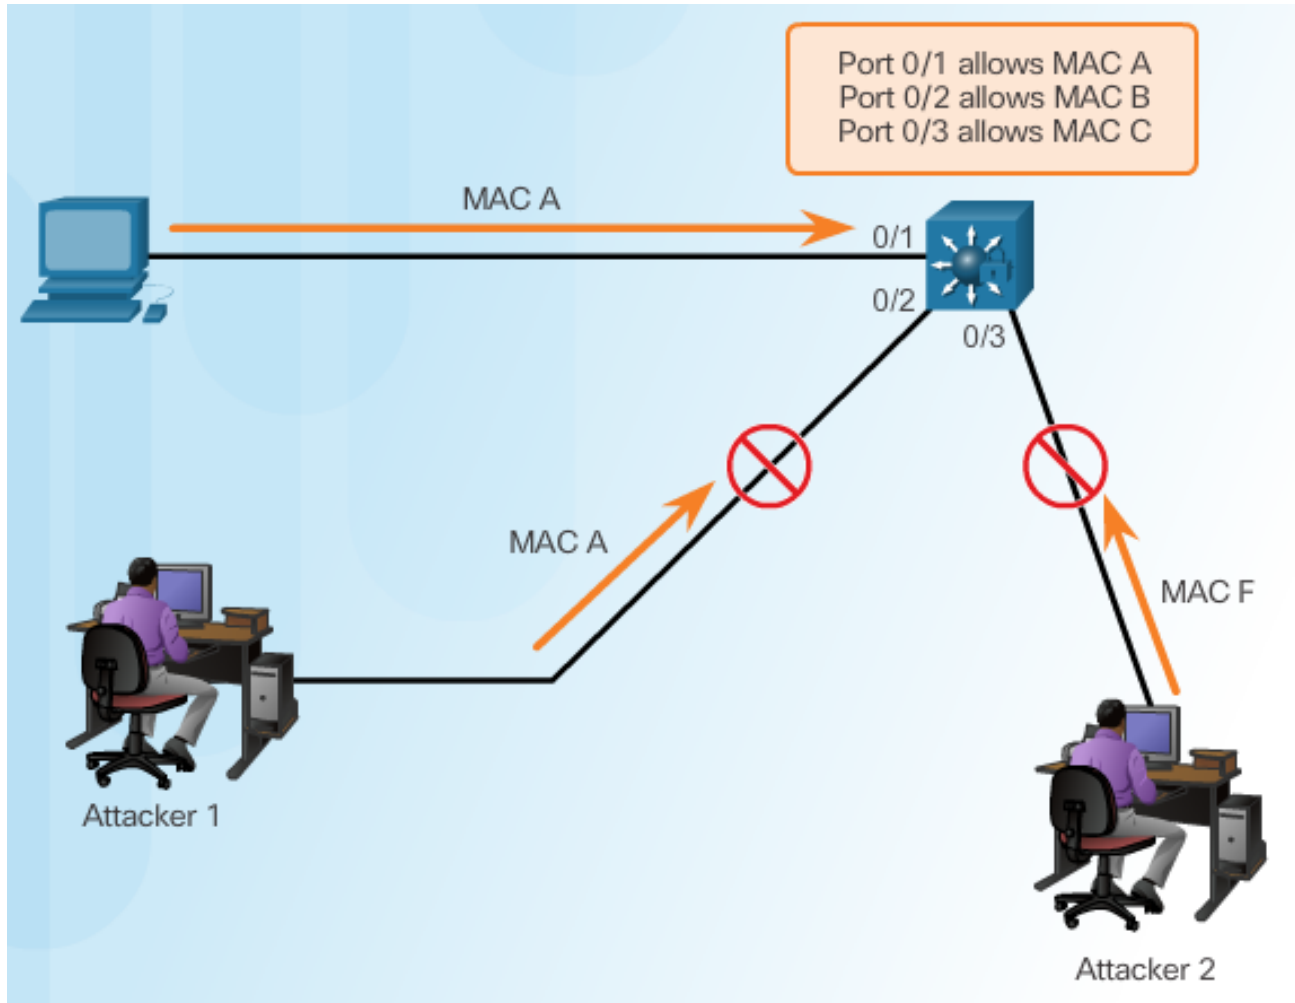 Port 0/1 allows MAC A
Port 0/2 allows MAC B
Port 0/3 allows MAC C
MAC A
0/1
0/2
0/3
MAC A
MAC F
Attacker 1
Attacker 2